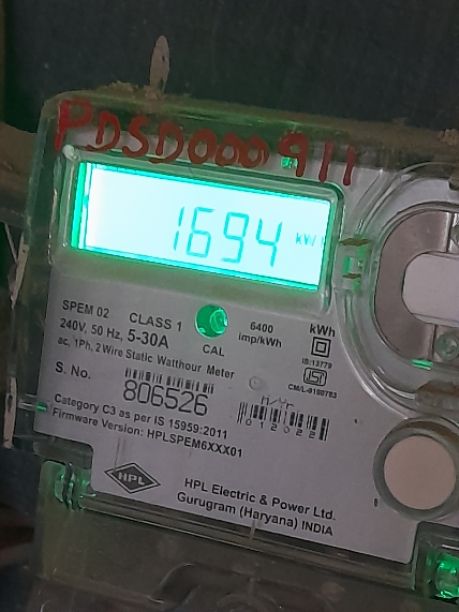 PDSD000911
1694 kW
SPEM 02 CLASS 1 6400 imp/kWh kWh
240V, 50 Hz, 5-30A
CAL
ac, 1Ph, 2 Wire Static Watthour Meter
IS:13779
S. No. 806526
M/Yr.
012022
Category C3 as per IS 15959:2011
Firmware Version: HPLSPEM6XXX01
HPL
HPL Electric & Power Ltd.
Gurugram (Haryana) INDIA